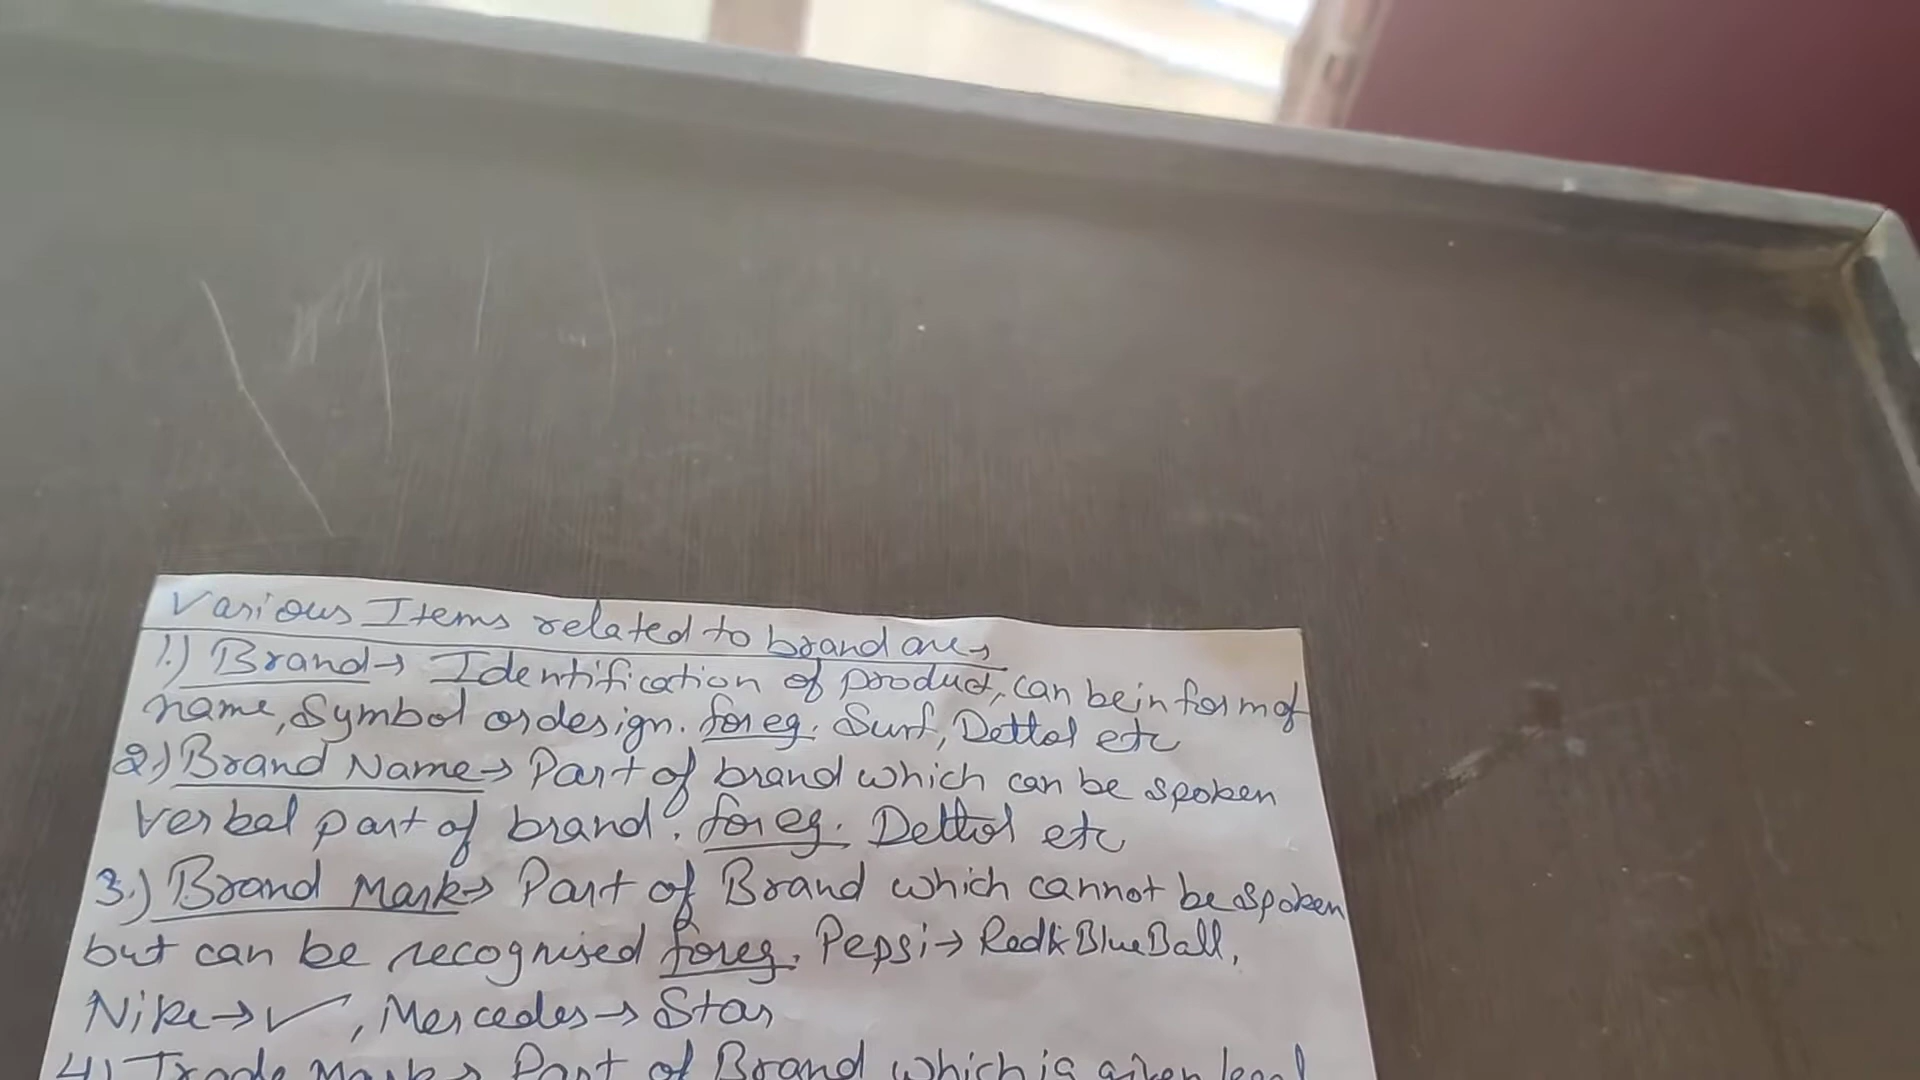 Various Items related to brand are→
1.) Brand→ Identification of product, can be in form of
name, Symbol or design. for eg. Surf, Dettol etc
2.) Brand Name→ Part of brand which can be spoken
Verbal part of brand. for eg. Dettol etc
3.) Brand Mark→ Part of Brand which cannot be spoken
but can be recognised for eg. Pepsi→ Red & Blue Ball,
Nike→✓, Mercedes→ Star
4) Trade Mark→ Part of Brand which is given legal